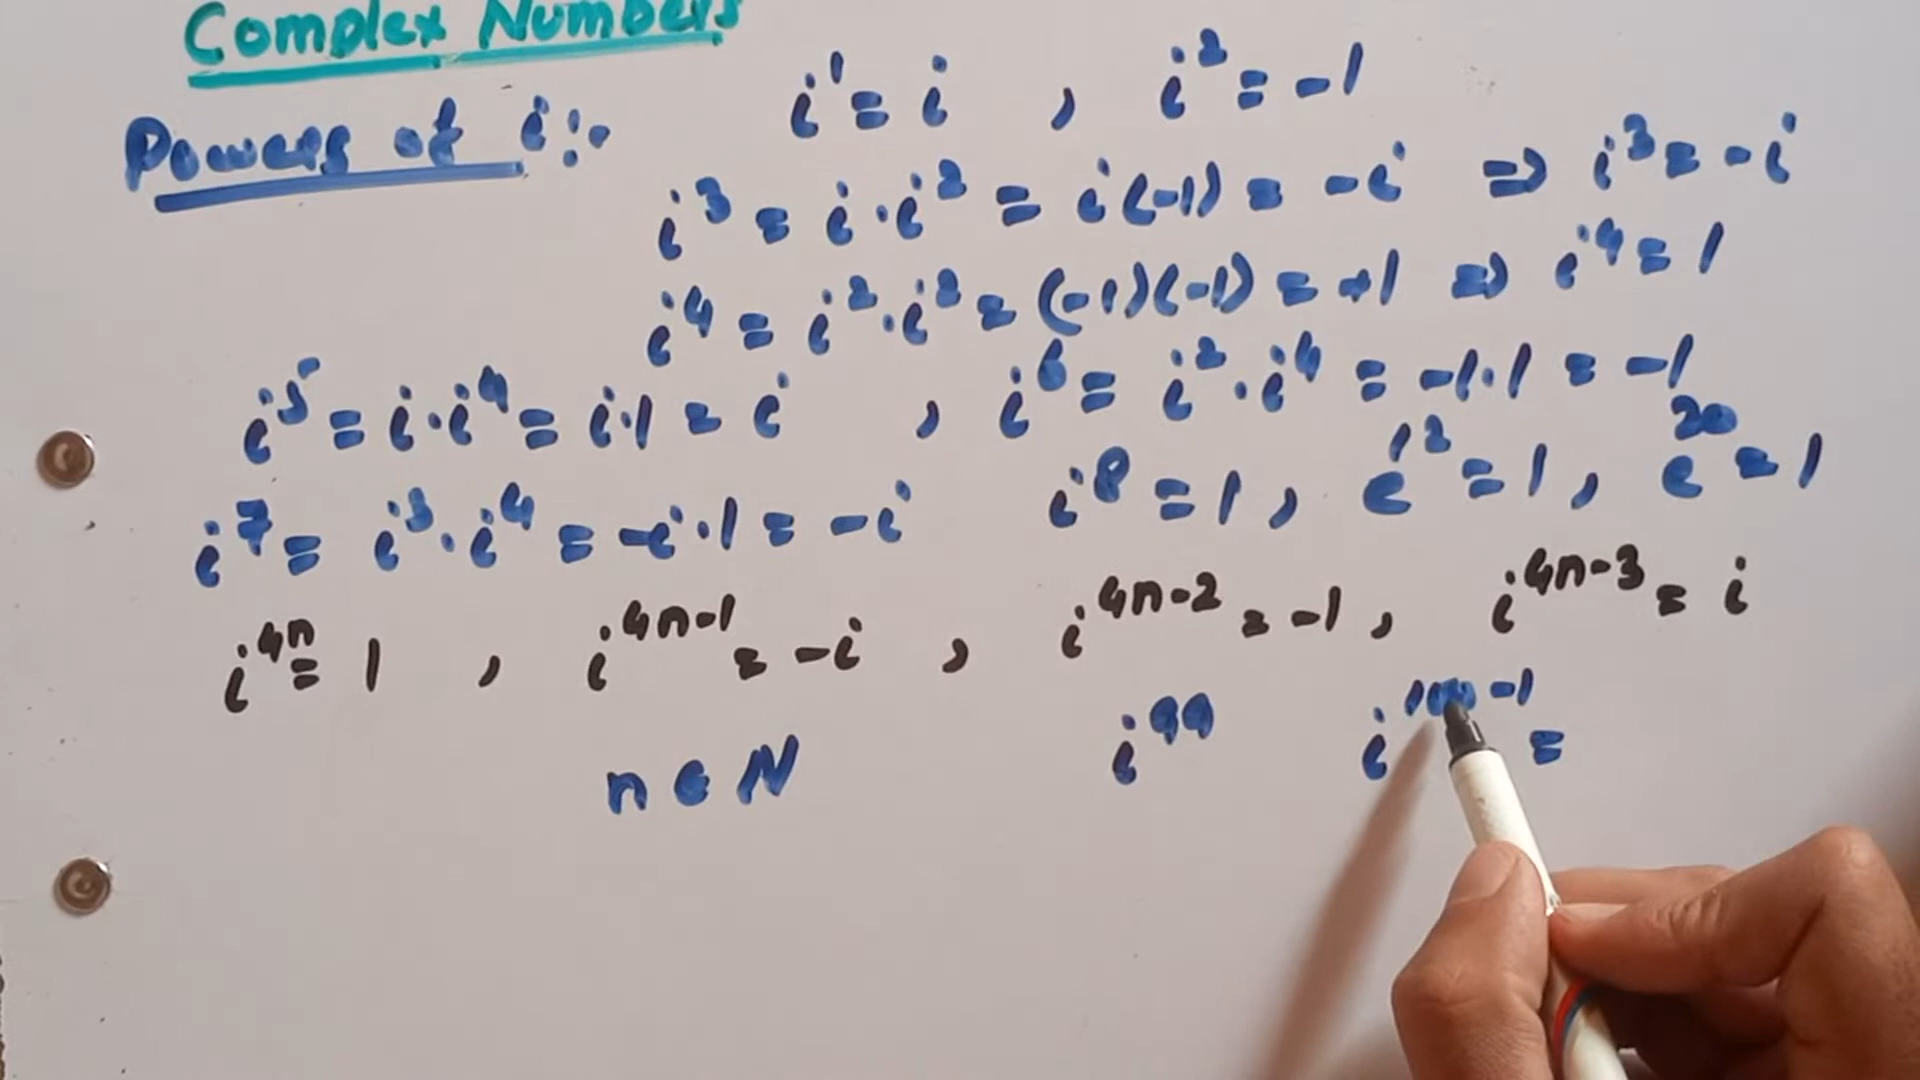 Complex Numbers
Powers of i:- i¹ = i , i² = -1
i³ = i·i² = i(-1) = -i ⇒ i³ = -i
i⁴ = i²·i² = (-1)(-1) = +1 ⇒ i⁴ = 1
i⁵ = i·i⁴ = i·1 = i , i⁶ = i²·i⁴ = -1·1 = -1
i⁷ = i³·i⁴ = -i·1 = -i i⁸ = 1 , i¹² = 1 , i²⁰ = 1
i⁴ⁿ = 1 , i⁴ⁿ⁻¹ = -i , i⁴ⁿ⁻² = -1 , i⁴ⁿ⁻³ = i
n ∈ N i⁹⁹ i¹⁰⁰⁻¹ =